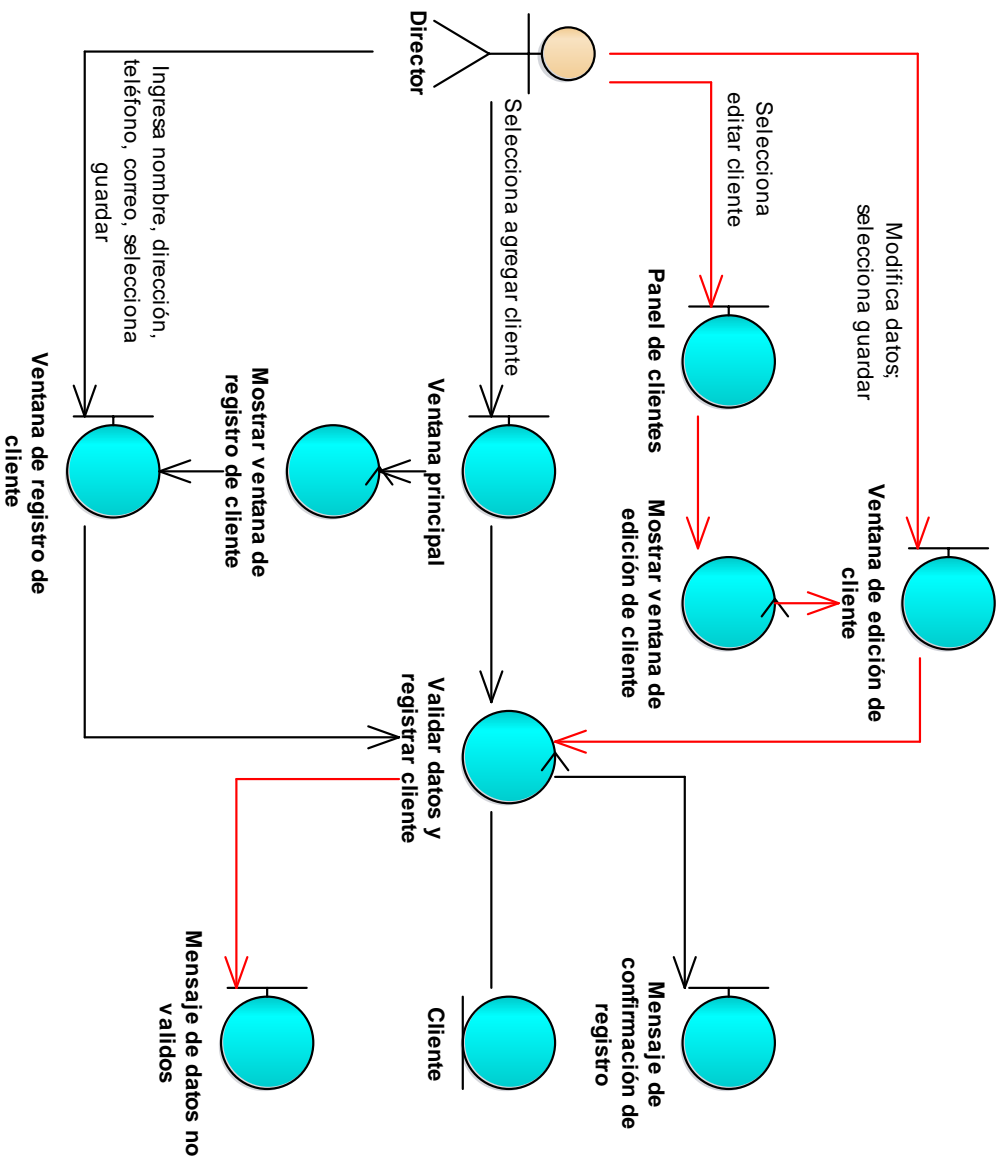 Modifica datos;
selecciona guardar
Ventana de edición de
cliente
Selecciona
editar cliente
Panel de clientes
Mostrar ventana de
edición de cliente
Mensaje de
confirmación de
registro
Director
Selecciona agregar cliente
Ventana principal
Validar datos y
registrar cliente
Cliente
Mostrar ventana de
registro de cliente
Ingresa nombre, dirección,
teléfono, correo, selecciona
guardar
Ventana de registro de
cliente
Mensaje de datos no
validos